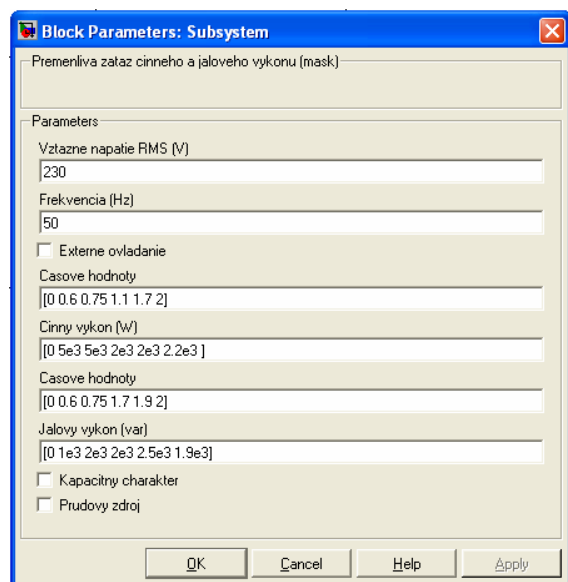 Block Parameters: Subsystem
Premenliva zataz cinneho a jaloveho vykonu (mask)
Parameters
Vztazne napatie RMS (V)
230
Frekvencia (Hz)
50
Externe ovladanie
Casove hodnoty
[0 0.6 0.75 1.1 1.7 2]
Cinny vykon (W)
[0 5e3 5e3 2e3 2e3 2.2e3 ]
Casove hodnoty
[0 0.6 0.75 1.7 1.9 2]
Jalovy vykon (var)
[0 1e3 2e3 2e3 2.5e3 1.9e3]
Kapacitny charakter
Prudovy zdroj
OK Cancel Help Apply